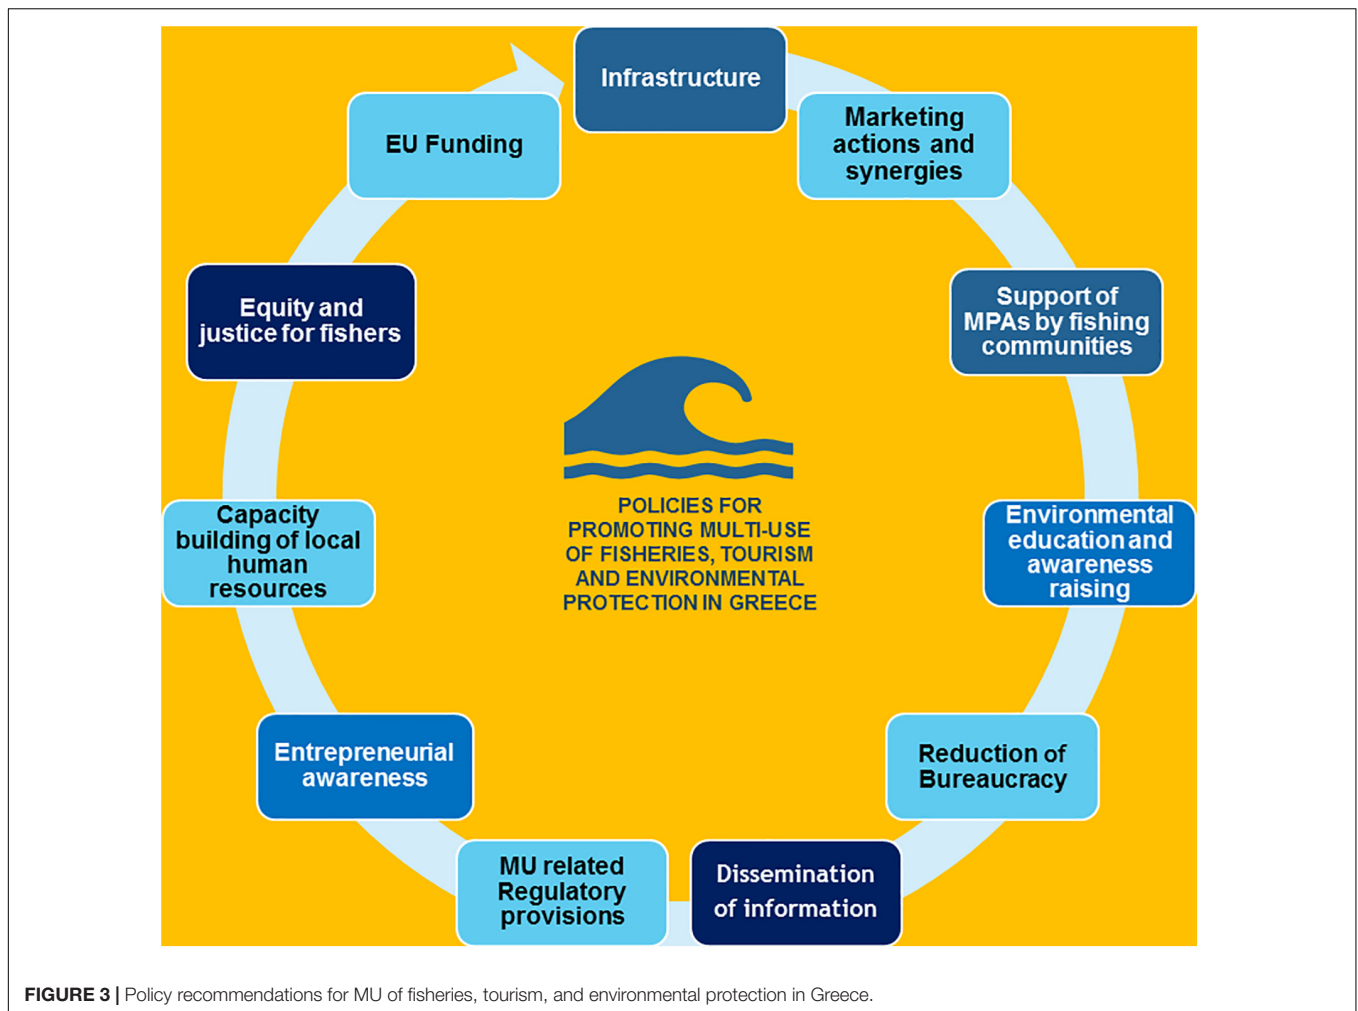 Infrastructure
Marketing
actions and
synergies
EU Funding
Support of
MPAs by fishing
communities
Equity and
justice for fishers
Environmental
education and
awareness
raising
Capacity
building of local
human
resources
POLICIES FOR
PROMOTING MULTI-USE
OF FISHERIES, TOURISM
AND ENVIRONMENTAL
PROTECTION IN GREECE
Reduction of
Bureaucracy
Entrepreneurial
awareness
Dissemination
of information
MU related
Regulatory
provisions
FIGURE 3 | Policy recommendations for MU of fisheries, tourism, and environmental protection in Greece.